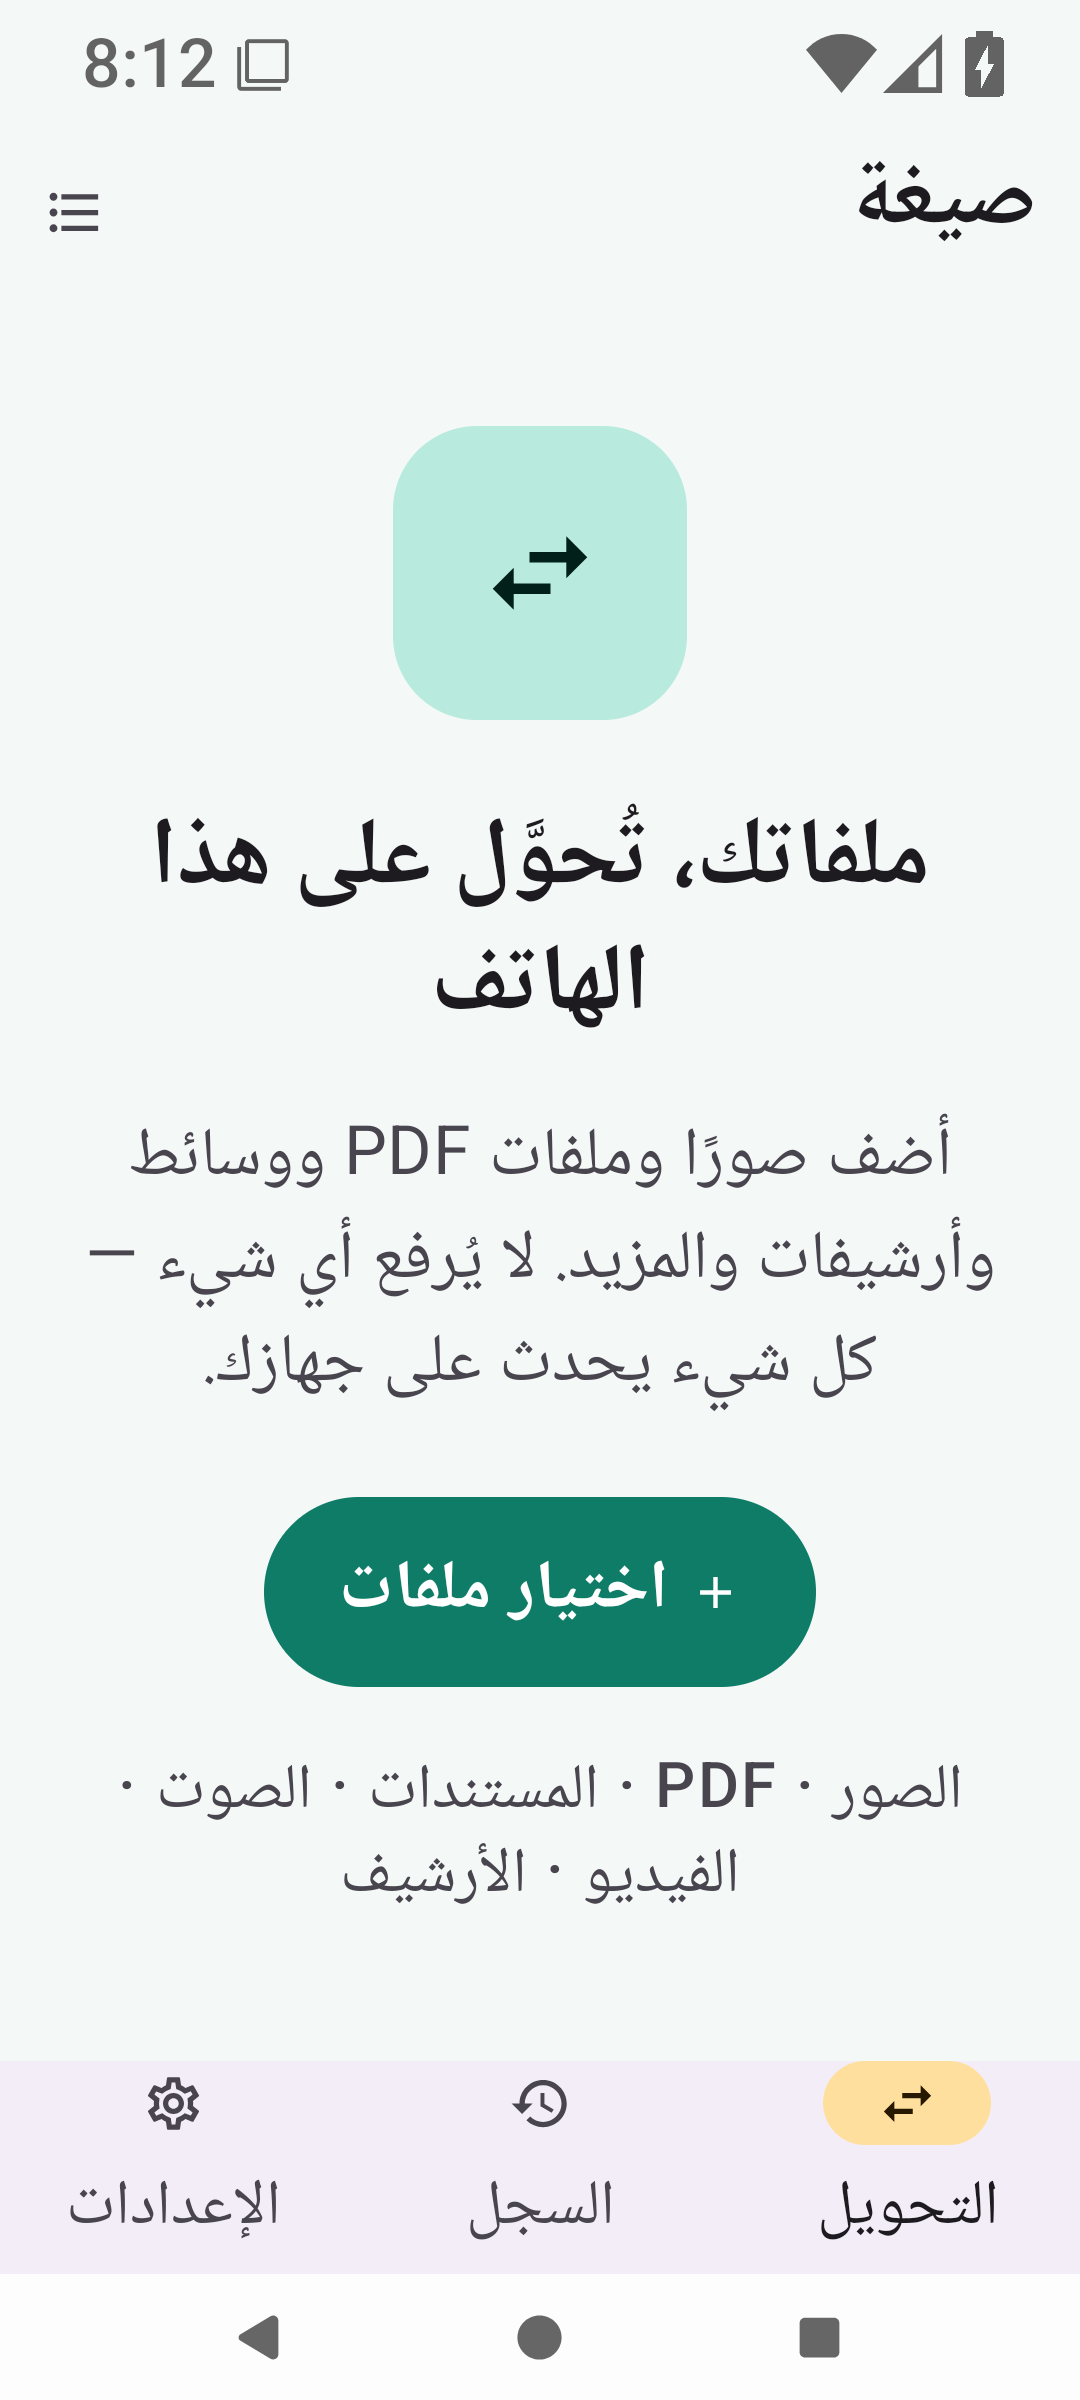 8:12
صيغة
ملفاتك، تُحوَّل على هذا
الهاتف
أضف صورًا وملفات PDF ووسائط
وأرشيفات والمزيد. لا يُرفع أي شيء —
كل شيء يحدث على جهازك.
+ اختيار ملفات
الصور · PDF · المستندات · الصوت ·
الفيديو · الأرشيف
التحويل
السجل
الإعدادات